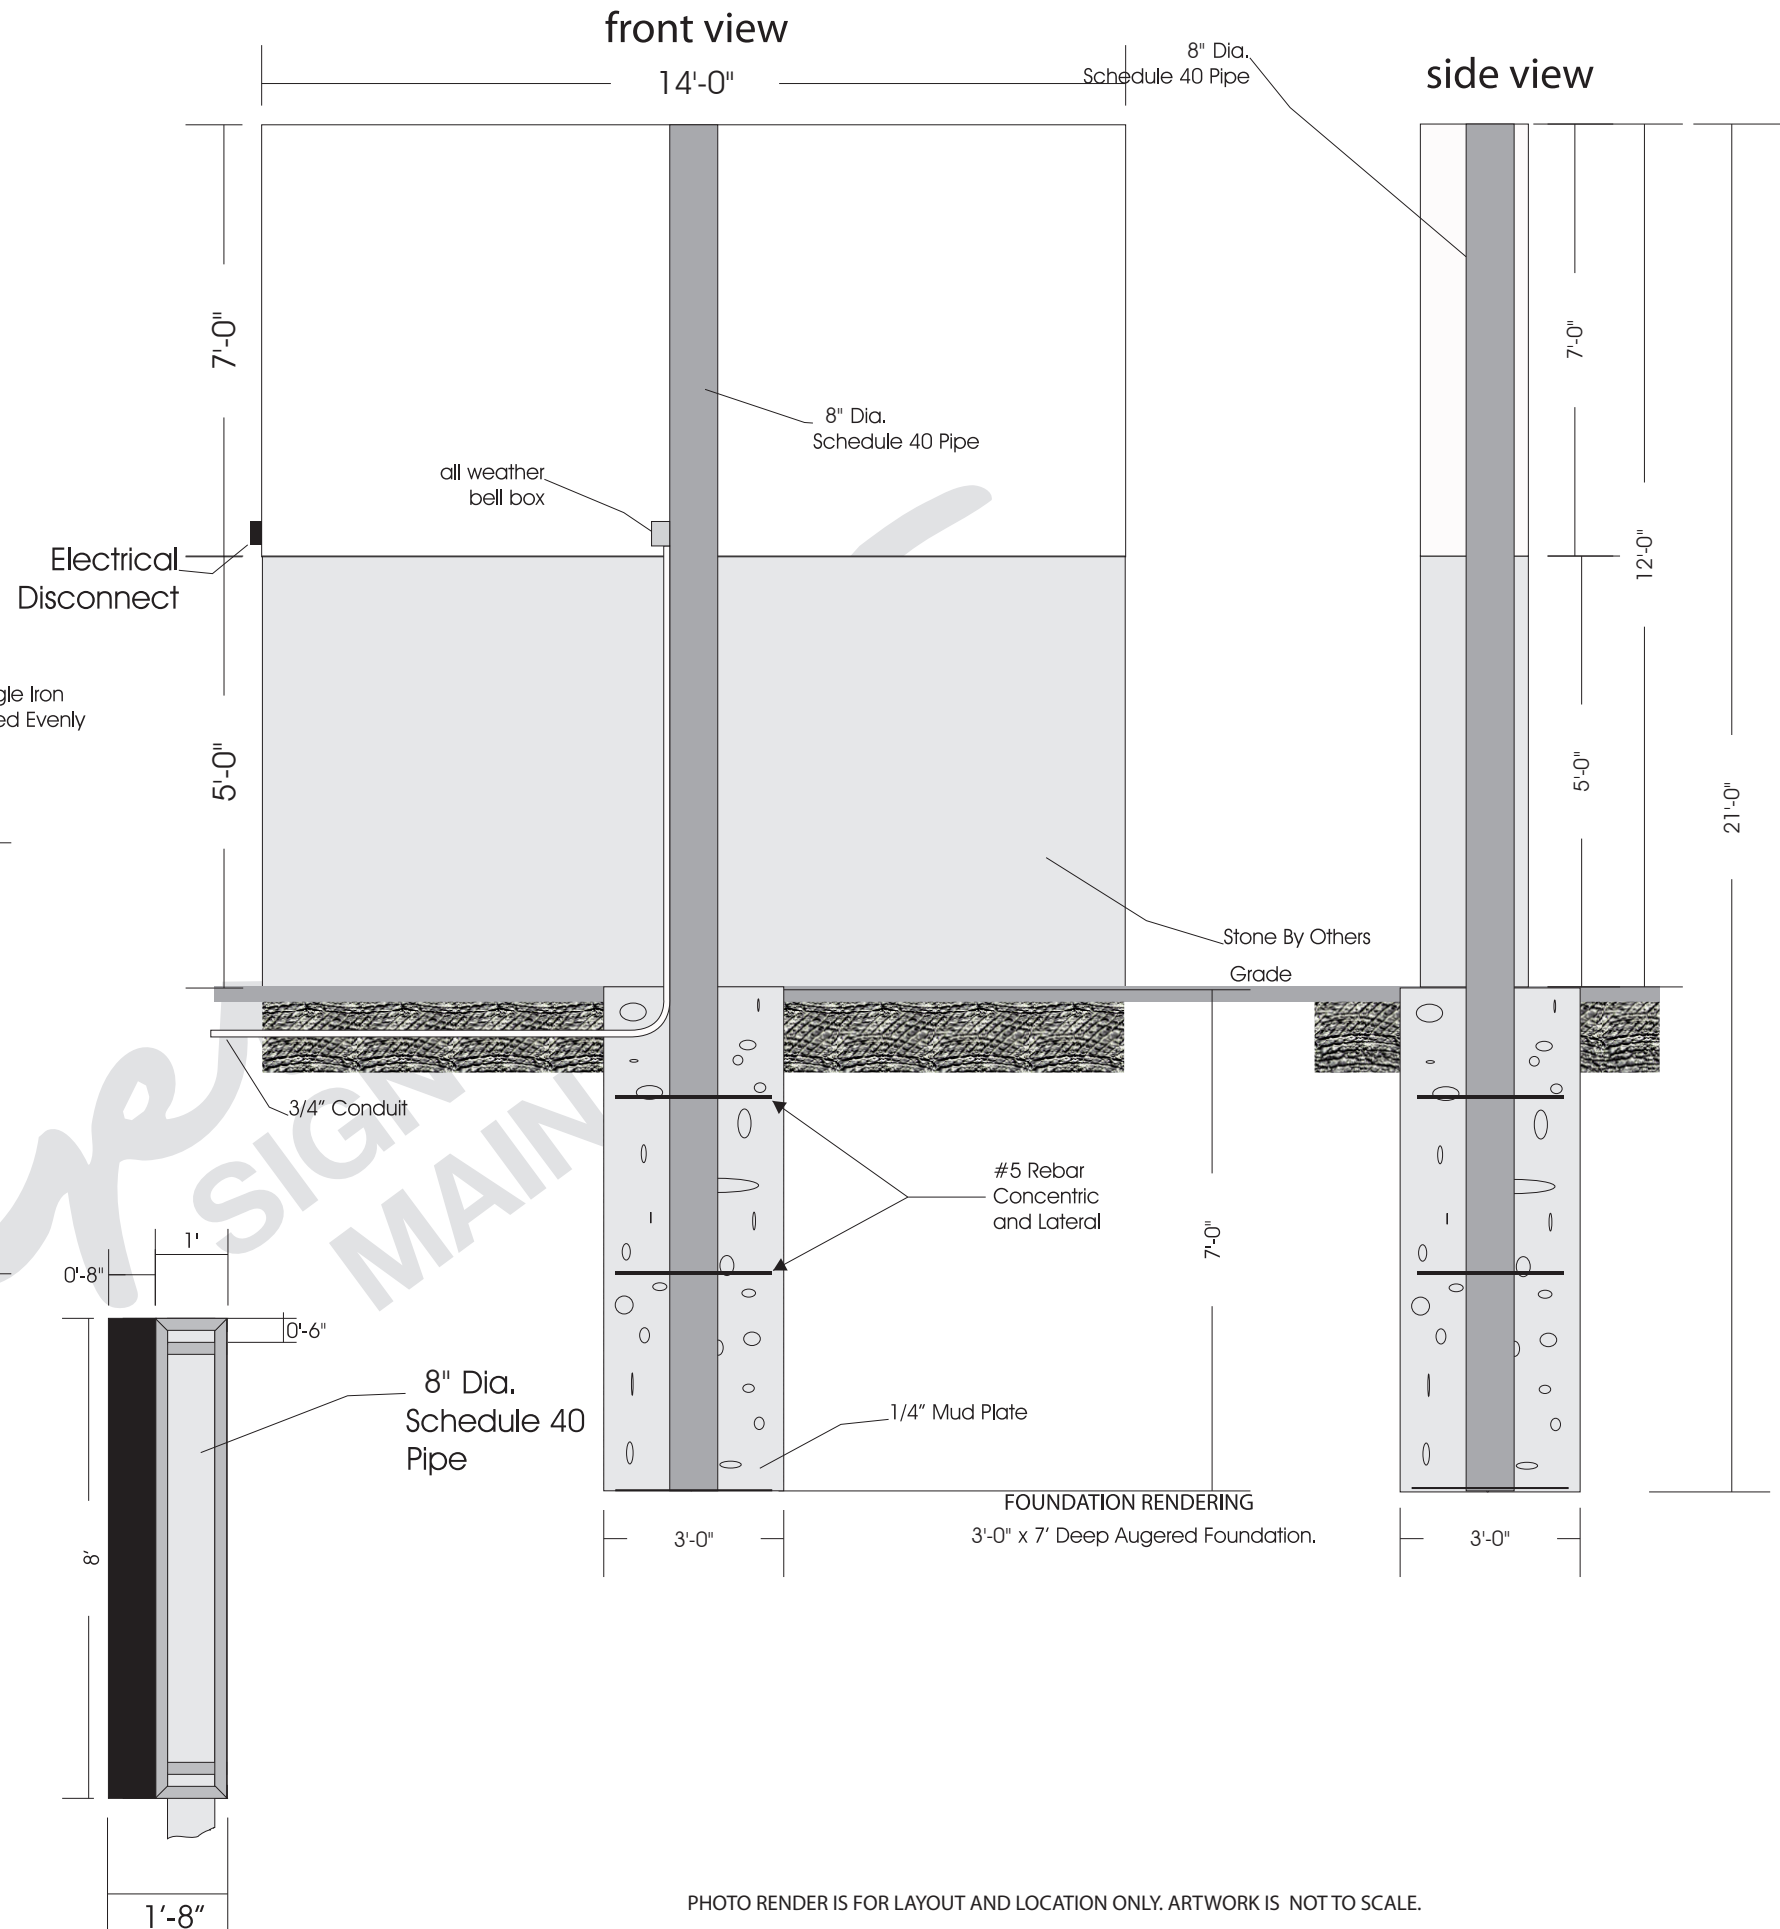 front view
14'-0"
8" Dia.
Schedule 40 Pipe
side view
7'-0"
8" Dia.
Schedule 40 Pipe
7'-0"
all weather
bell box
Electrical
Disconnect
12'-0"
gle Iron
ed Evenly
5'-0"
5'-0"
21'-0"
Stone By Others
Grade
3/4” Conduit
SIGN
MAIN
#5 Rebar
Concentric
and Lateral
7'-0"
1'
0'-8"
0'-6"
8" Dia.
Schedule 40
Pipe
1/4” Mud Plate
FOUNDATION RENDERING
3'-0" x 7’ Deep Augered Foundation.
3'-0"
3'-0"
8'
1’-8”
PHOTO RENDER IS FOR LAYOUT AND LOCATION ONLY. ARTWORK IS NOT TO SCALE.